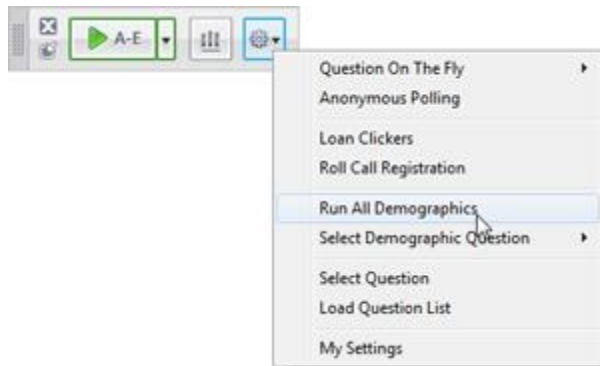 A-E
Question On The Fly
Anonymous Polling
Loan Clickers
Roll Call Registration
Run All Demographics
Select Demographic Question
Select Question
Load Question List
My Settings